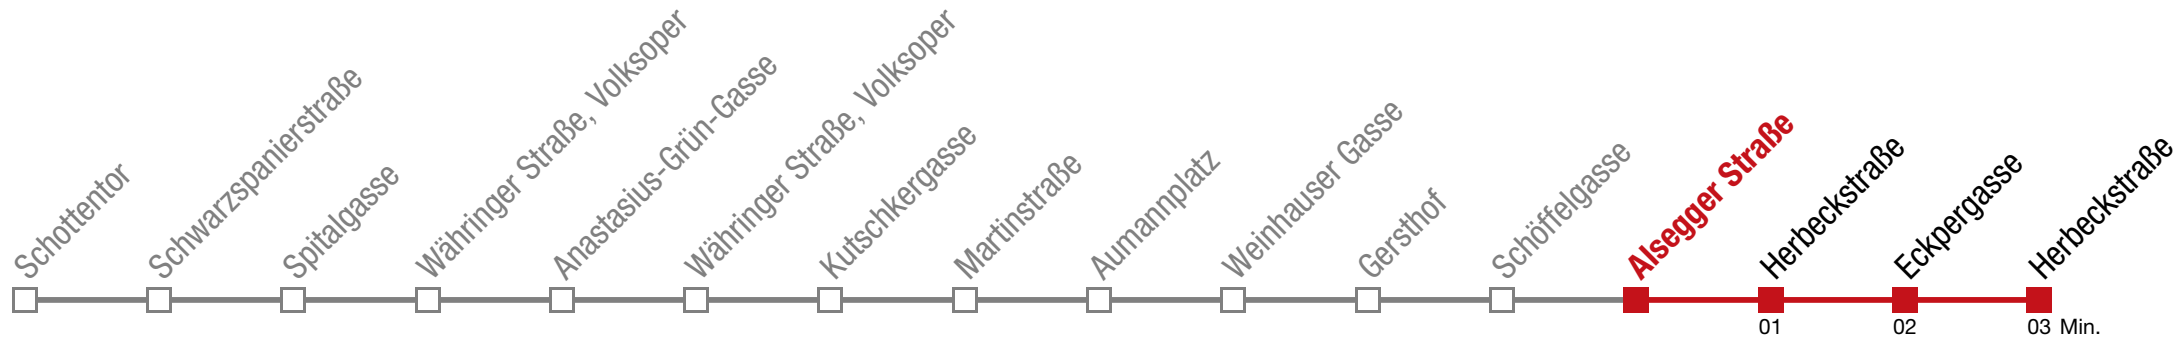 Schottentor
Schwarzspanierstraße
Spitalgasse
Währinger Straße, Volksoper
Anastasius-Grün-Gasse
Währinger Straße, Volksoper
Kutschkergasse
Martinstraße
Aumannplatz
Weinhauser Gasse
Gersthof
Schöffelgasse
Alsegger Straße
Herbeckstraße
Eckpergasse
Herbeckstraße
01 02 03 Min.